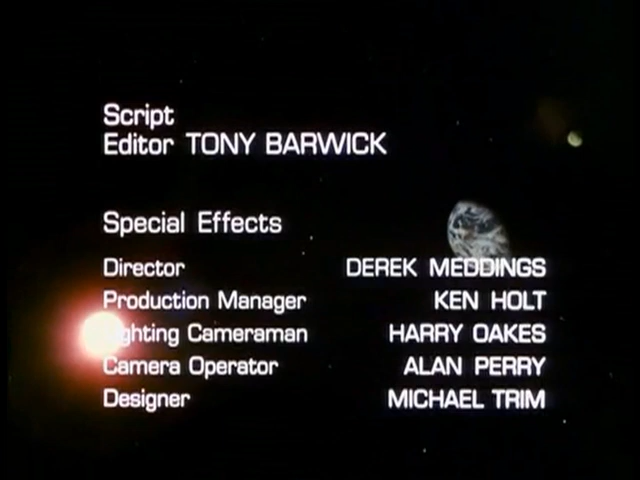 Script
Editor TONY BARWICK
Special Effects
Director DEREK MEDDINGS
Production Manager KEN HOLT
Lighting Cameraman HARRY OAKES
Camera Operator ALAN PERRY
Designer MICHAEL TRIM